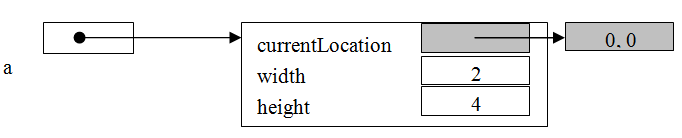 a
currentLocation
0, 0
width 2
height 4